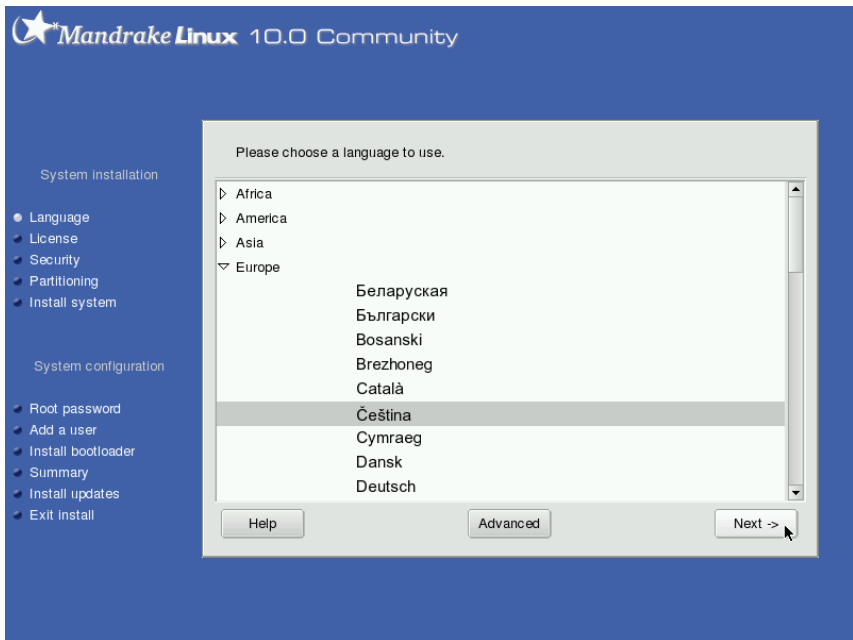 Mandrake Linux 10.0 Community
System installation
Language
License
Security
Partitioning
Install system
System configuration
Root password
Add a user
Install bootloader
Summary
Install updates
Exit install
Please choose a language to use.
Africa
America
Asia
Europe
Беларуская
Български
Bosanski
Brezhoneg
Català
Čeština
Cymraeg
Dansk
Deutsch
Help
Advanced
Next ->